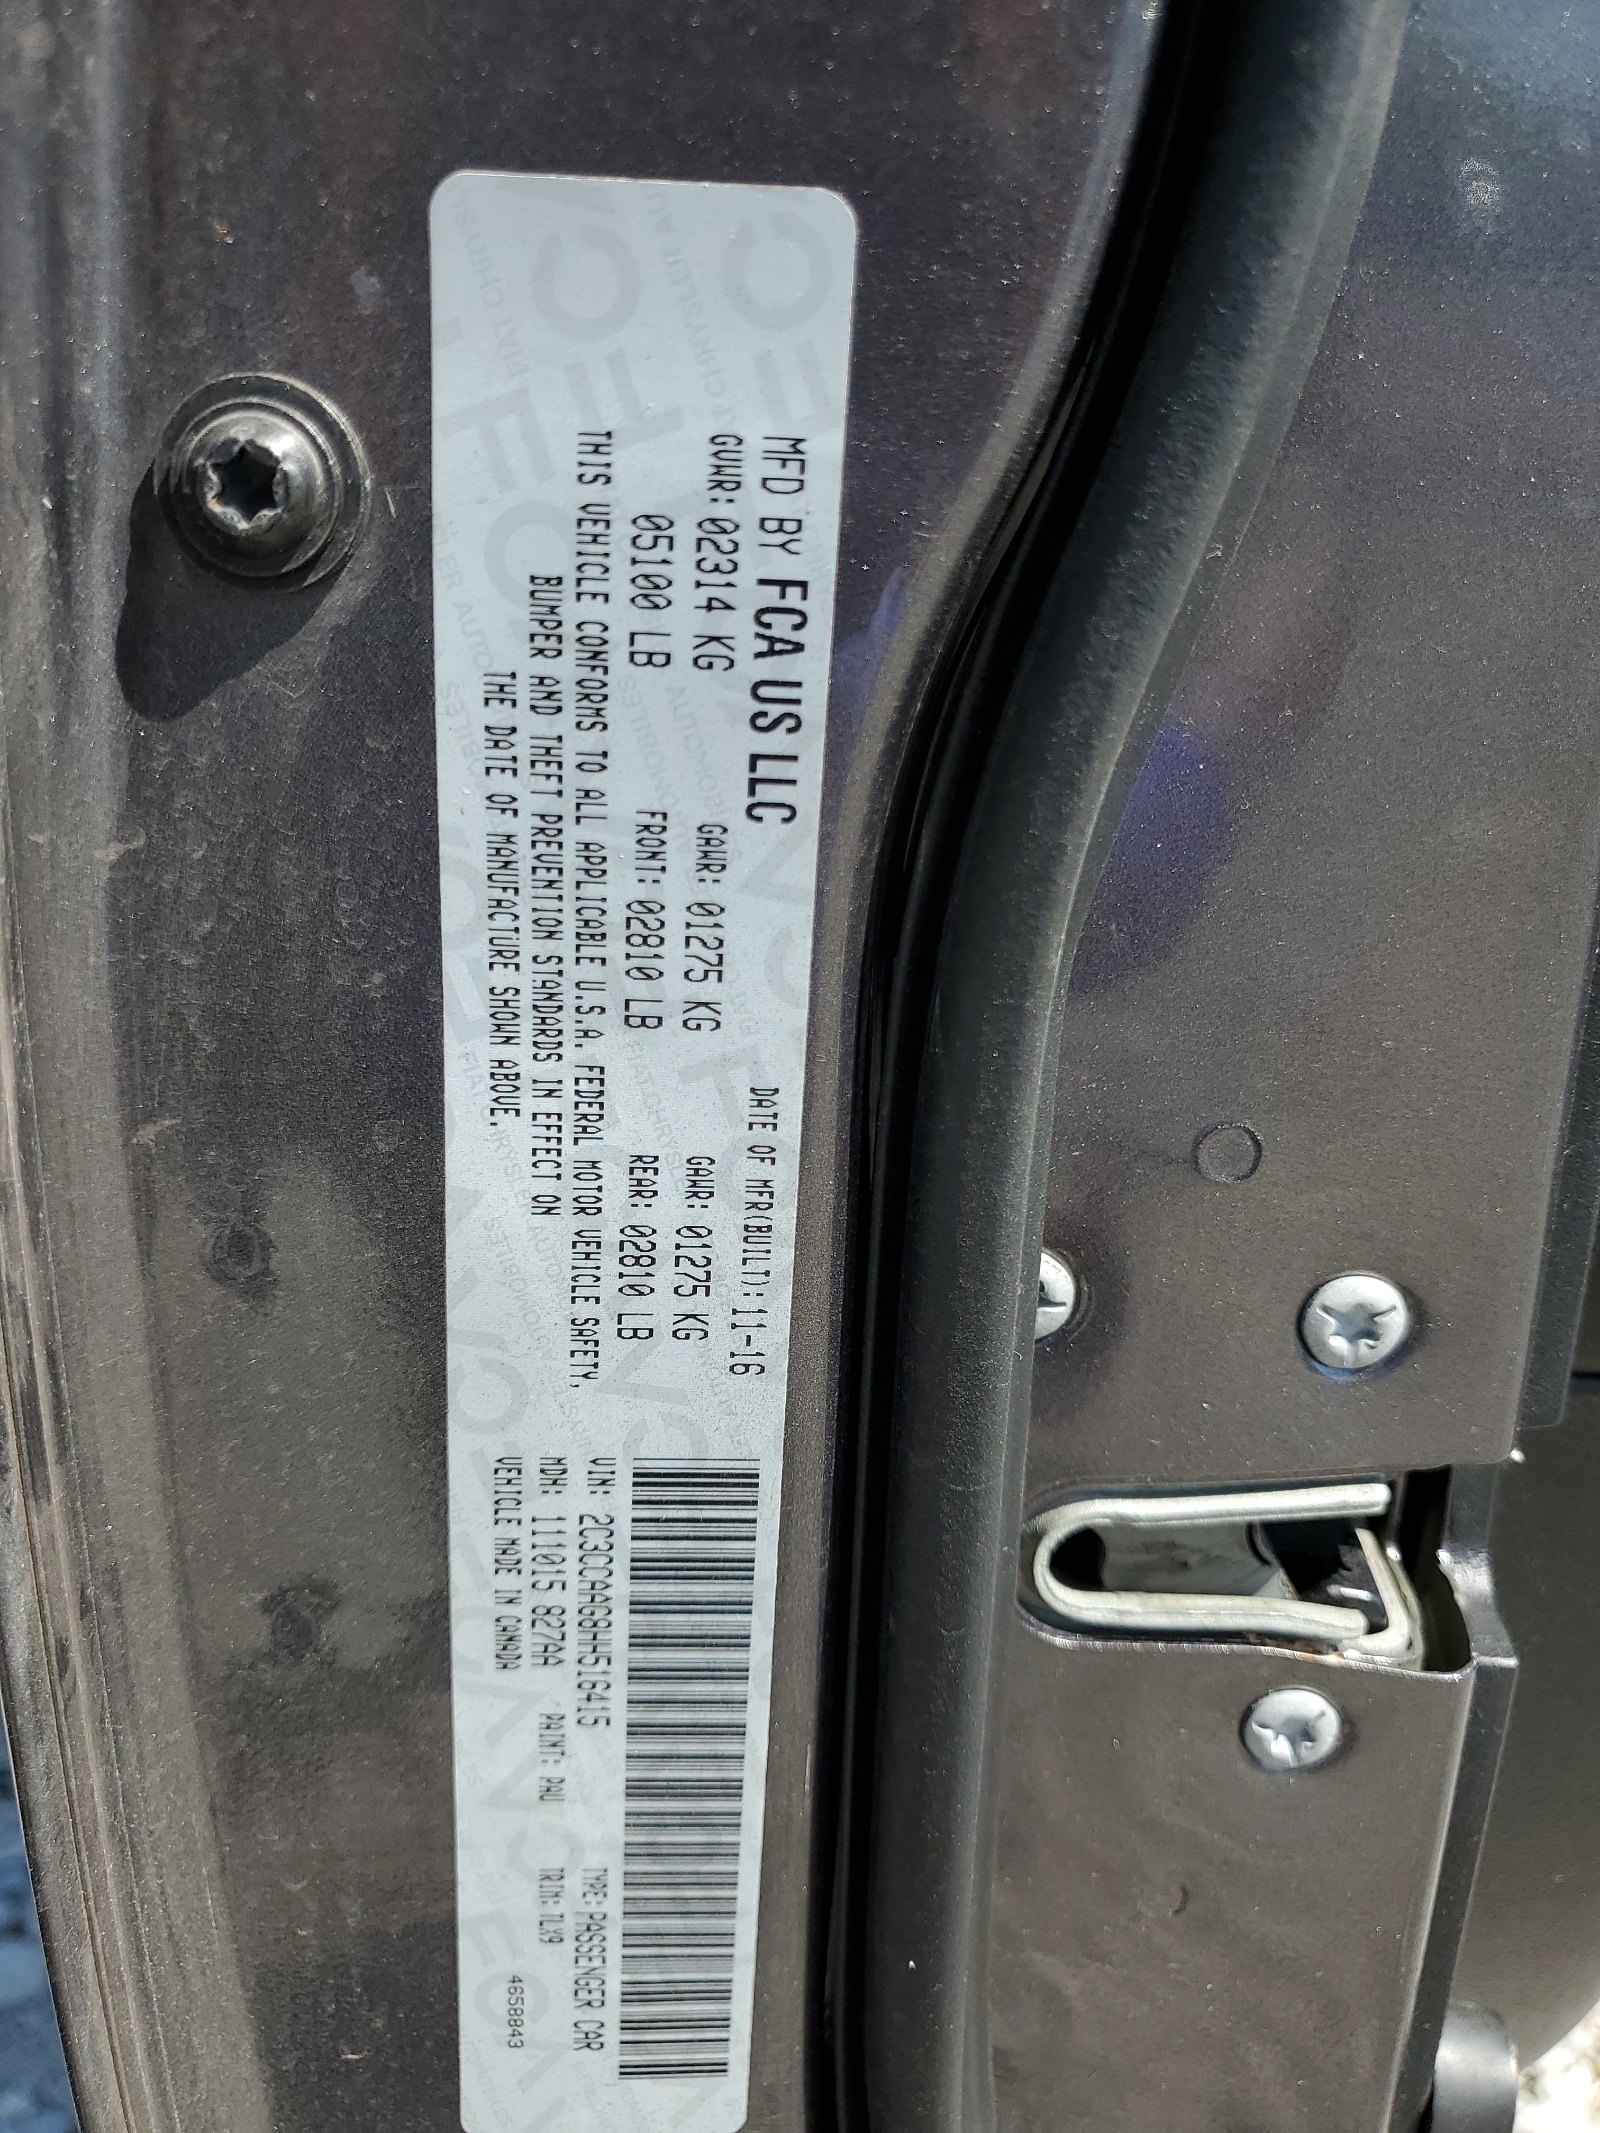 MFD BY FCA US LLC
DATE OF MFR(BUILT): 11-16
GVWR: 02314 KG
GAWR: 01275 KG
GAWR: 01275 KG
05100 LB
FRONT: 02810 LB
REAR: 02810 LB
THIS VEHICLE CONFORMS TO ALL APPLICABLE U.S.A. FEDERAL MOTOR VEHICLE SAFETY,
BUMPER AND THEFT PREVENTION STANDARDS IN EFFECT ON
THE DATE OF MANUFACTURE SHOWN ABOVE.
VIN: 2C3CCAAG8HH516415
TYPE: PASSENGER CAR
MDH: 111015 827AA
PAINT: PAU
TRIM: TLX9
VEHICLE MADE IN CANADA
4658843